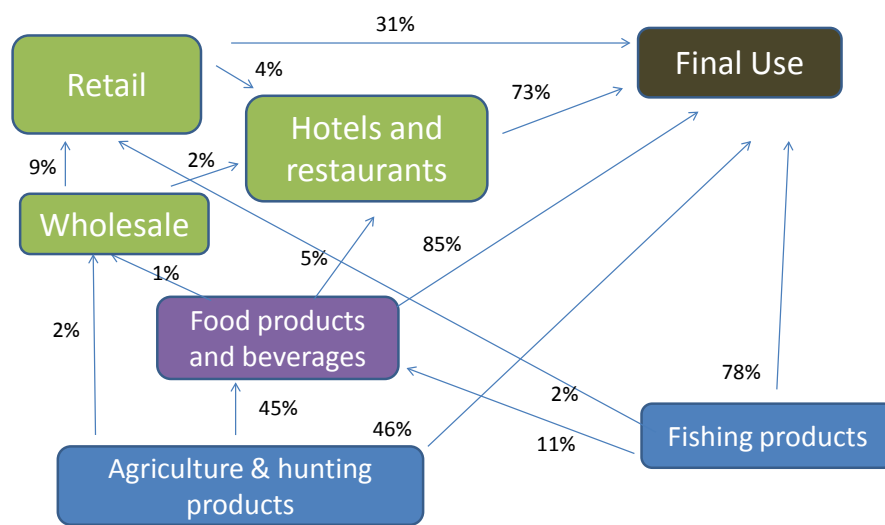 31%
Retail
4%
Final Use
73%
Hotels and
restaurants
9%
2%
Wholesale
5%
85%
1%
Food products
and beverages
2%
78%
2%
45%
46%
11%
Fishing products
Agriculture & hunting
products